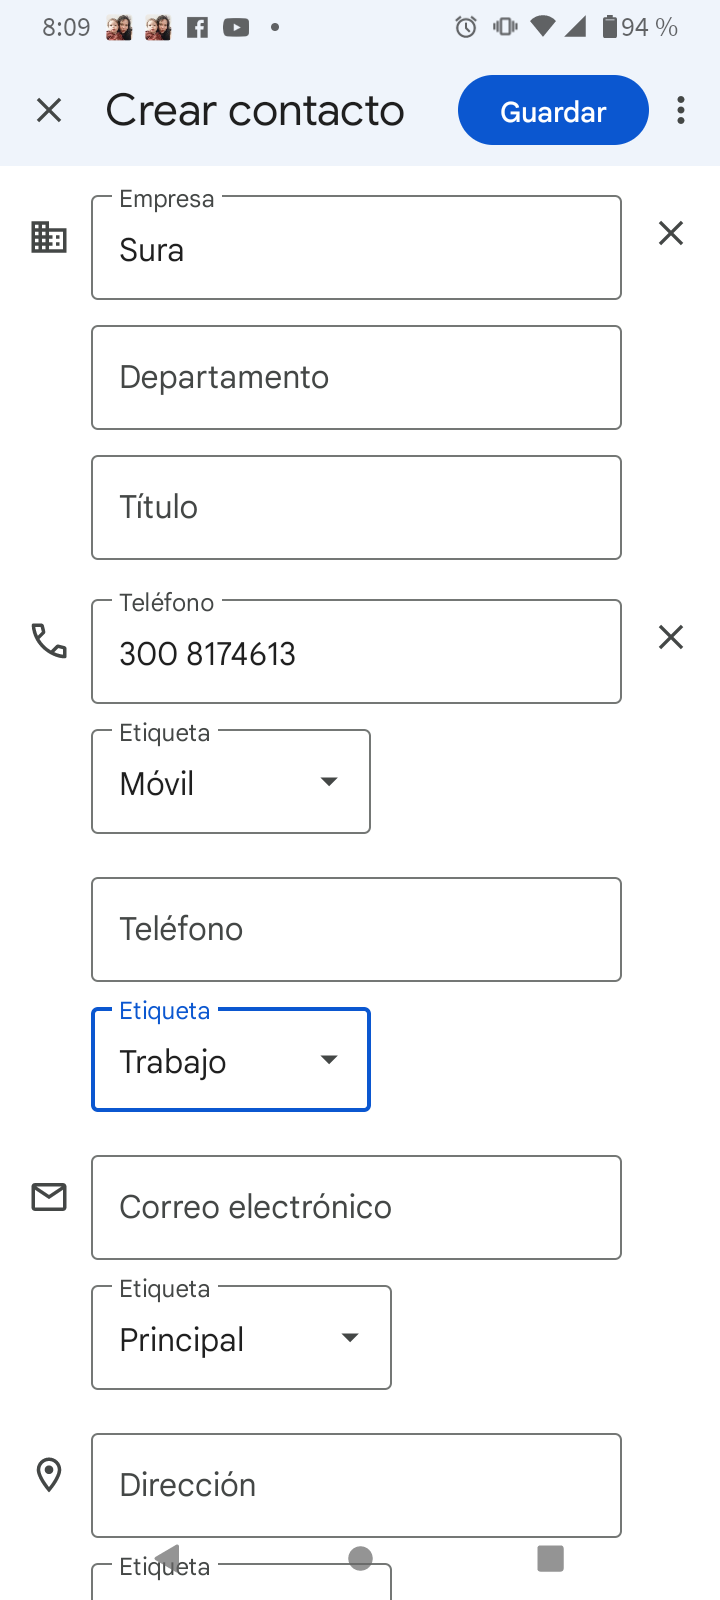 8:09 94 %
Crear contacto Guardar
Empresa
Sura
Departamento
Título
Teléfono
300 8174613
Etiqueta
Móvil
Teléfono
Etiqueta
Trabajo
Correo electrónico
Etiqueta
Principal
Dirección
Etiqueta